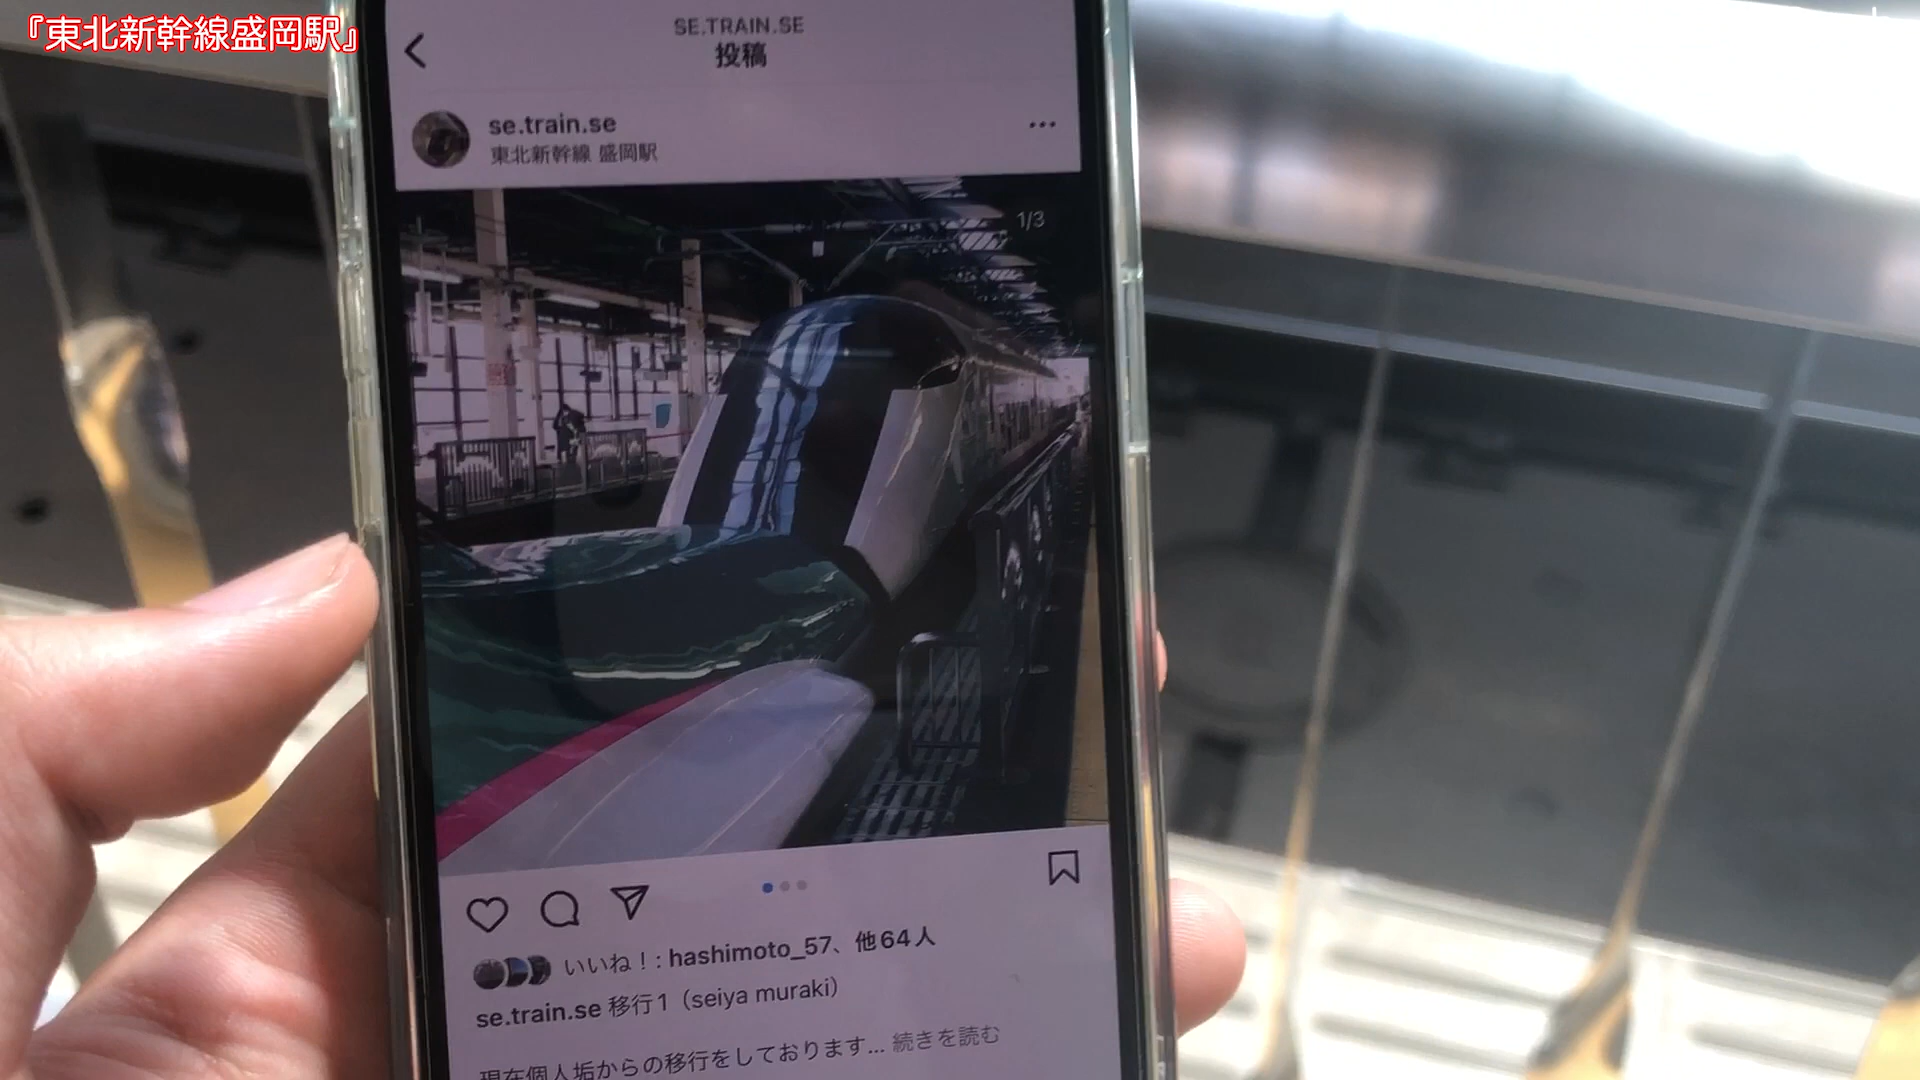 『東北新幹線盛岡駅』
SE.TRAIN.SE
投稿
se.train.se
東北新幹線 盛岡駅
1/3
いいね！: hashimoto_57、他64人
se.train.se 移行1（seiya muraki）
現在個人垢からの移行をしております... 続きを読む